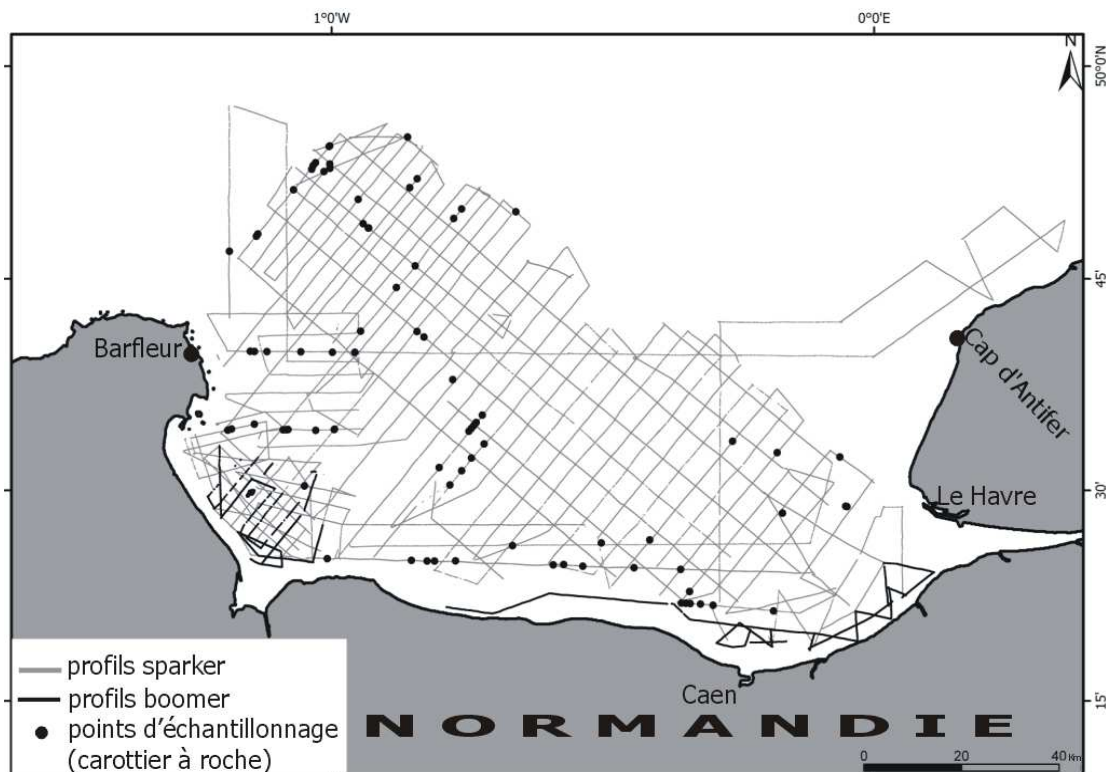 1°0'W
0°0'E
N
50°0'N
45'
Barfleur
Cap d'Antifer
30'
Le Havre
15'
Caen
NORMANDIE
profils sparker
profils boomer
points d'échantillonnage
(carottier à roche)
0 20 40 Km